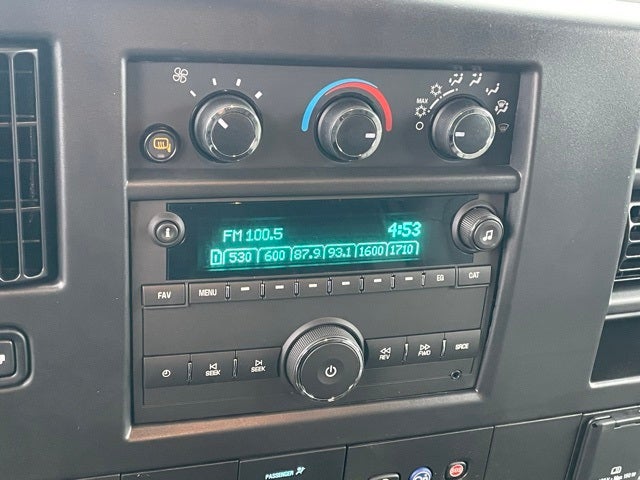 MAX
FM 100.5 4:53
D 530 600 87.9 93.1 1600 1710
FAV MENU EQ CAT
SEEK SEEK REV FWD SRCE
PASSENGER